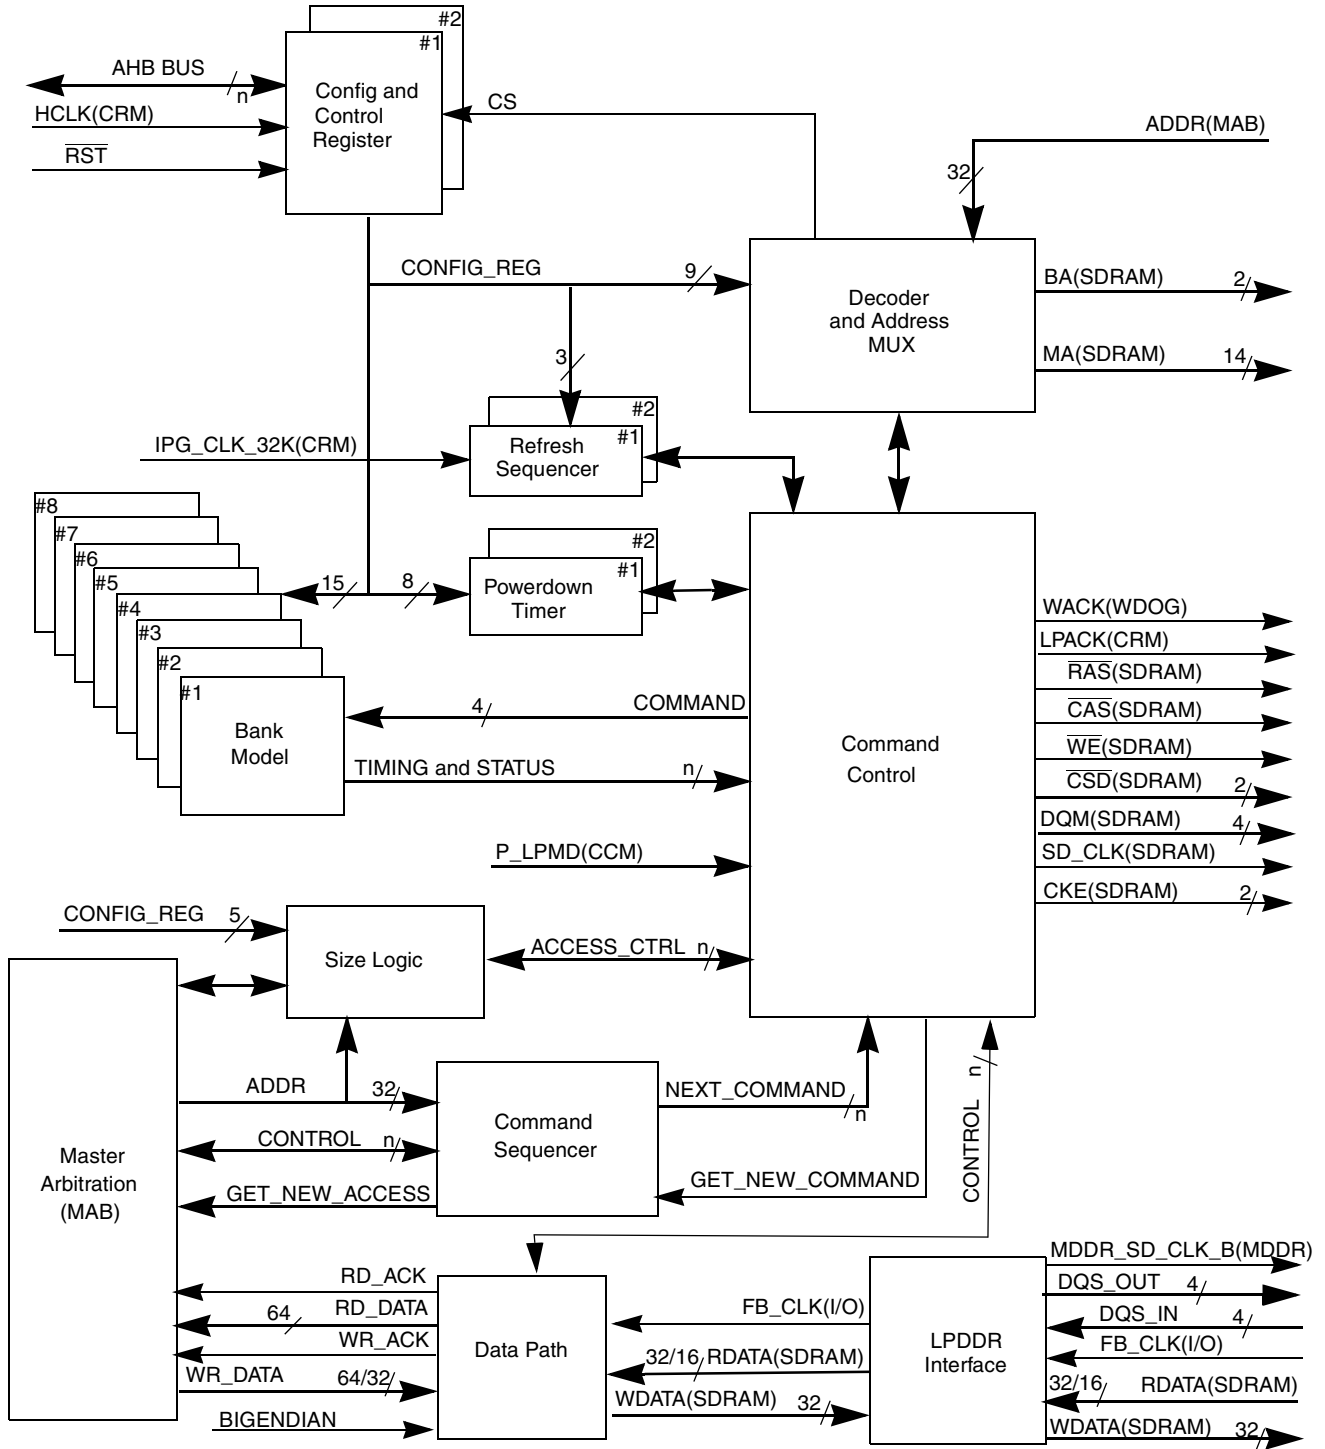 #2
#1
AHB BUS
n
Config and
Control
Register
CS
HCLK(CRM)
RST
ADDR(MAB)
32
CONFIG_REG
9
Decoder
and Address
MUX
BA(SDRAM)
2
MA(SDRAM)
14
3
#2
#1
IPG_CLK_32K(CRM)
Refresh
Sequencer
#8
#7
#6
#5
#4
#3
#2
#1
Bank
Model
15
8
#2
#1
Powerdown
Timer
COMMAND
4
TIMING and STATUS
n
P_LPMD(CCM)
Command
Control
WACK(WDOG)
LPACK(CRM)
RAS(SDRAM)
CAS(SDRAM)
WE(SDRAM)
CSD(SDRAM)
2
DQM(SDRAM)
4
SD_CLK(SDRAM)
CKE(SDRAM)
2
CONFIG_REG
5
Size Logic
ACCESS_CTRL
n
Master
Arbitration
(MAB)
ADDR
32
CONTROL
n
GET_NEW_ACCESS
Command
Sequencer
NEXT_COMMAND
n
GET_NEW_COMMAND
CONTROL
n
RD_ACK
RD_DATA
64
WR_ACK
WR_DATA
64/32
BIGENDIAN
Data Path
FB_CLK(I/O)
32/16
RDATA(SDRAM)
WDATA(SDRAM)
32
LPDDR
Interface
MDDR_SD_CLK_B(MDDR)
DQS_OUT
4
DQS_IN
4
FB_CLK(I/O)
32/16
RDATA(SDRAM)
WDATA(SDRAM)
32